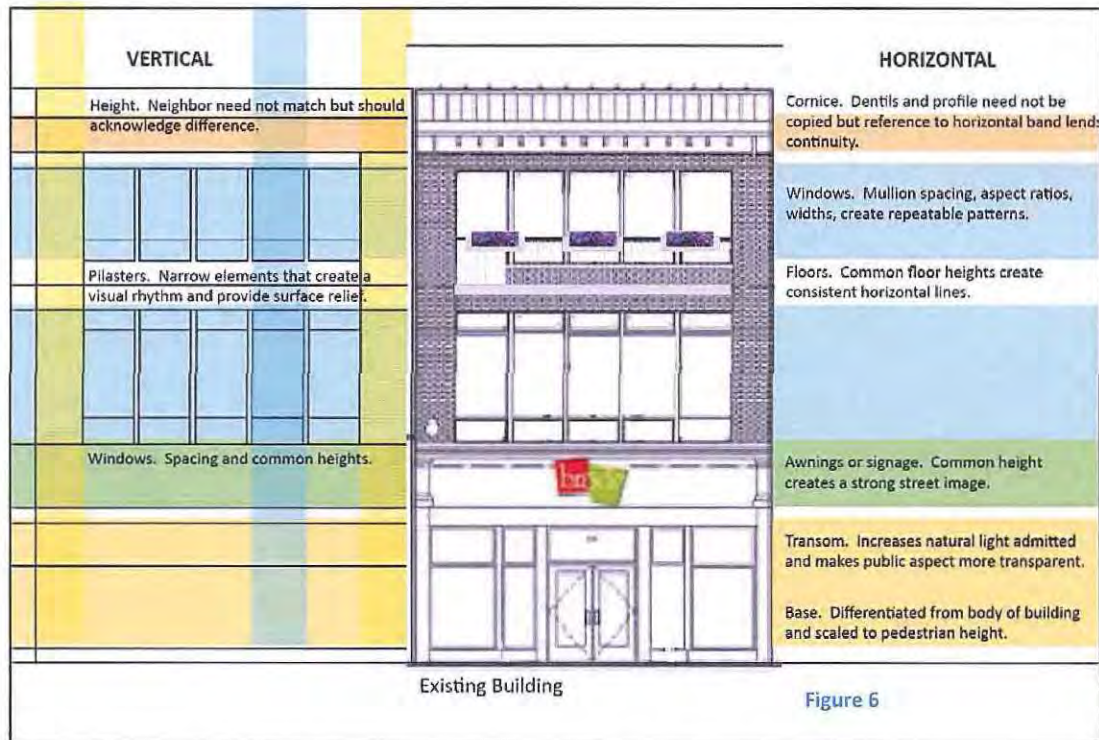 VERTICAL
Height. Neighbor need not match but should
acknowledge difference.
Pilasters. Narrow elements that create a
visual rhythm and provide surface relief.
Windows. Spacing and common heights.
Existing Building
HORIZONTAL
Cornice. Dentils and profile need not be
copied but reference to horizontal band lends
continuity.
Windows. Mullion spacing, aspect ratios,
widths, create repeatable patterns.
Floors. Common floor heights create
consistent horizontal lines.
Awnings or signage. Common height
creates a strong street image.
Transom. Increases natural light admitted
and makes public aspect more transparent.
Base. Differentiated from body of building
and scaled to pedestrian height.
Figure 6